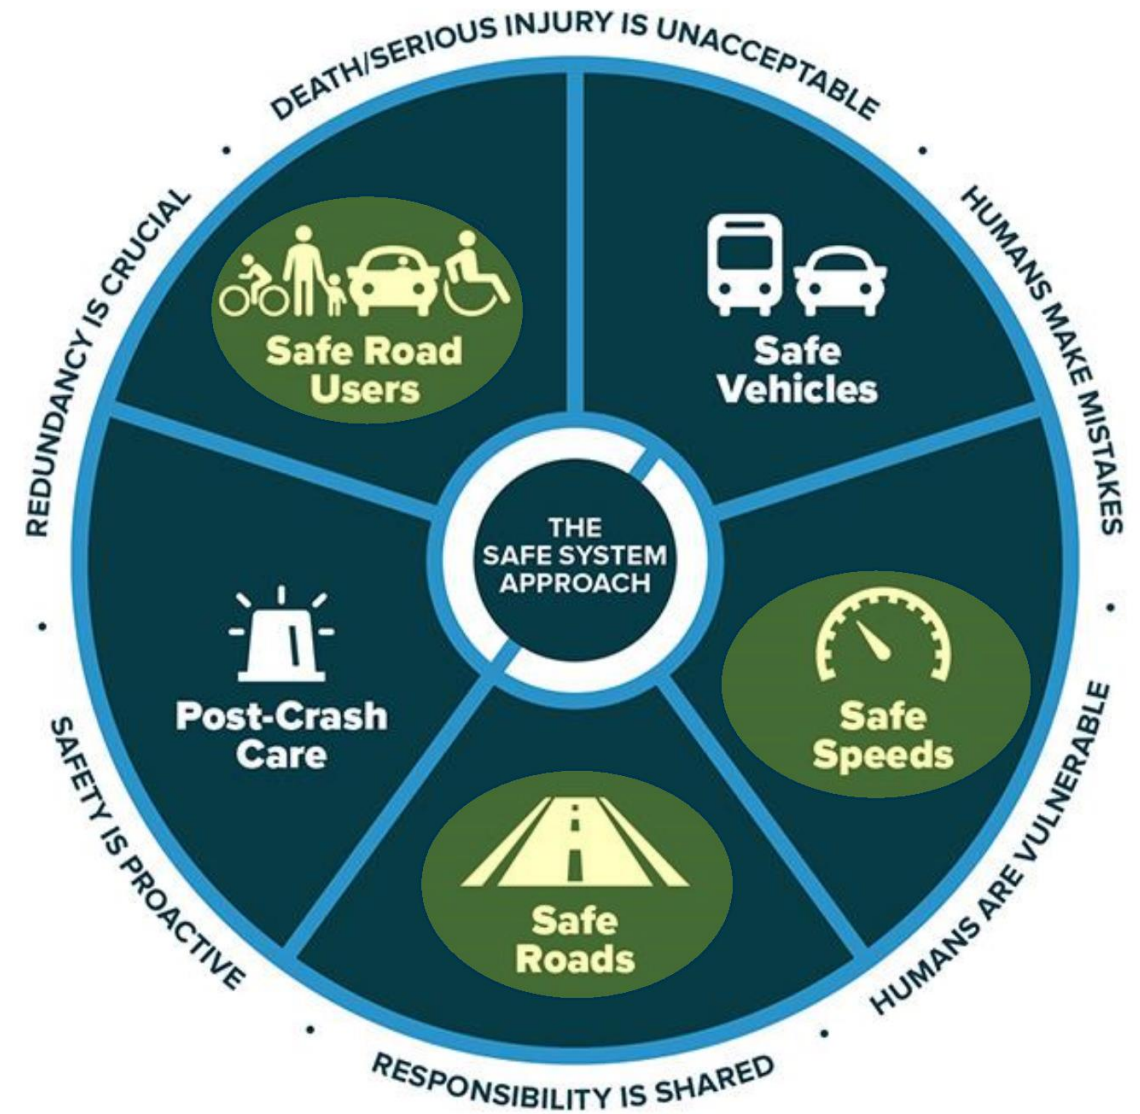 DEATH/SERIOUS INJURY IS UNACCEPTABLE
HUMANS MAKE MISTAKES
HUMANS ARE VULNERABLE
RESPONSIBILITY IS SHARED
SAFETY IS PROACTIVE
REDUNDANCY IS CRUCIAL
Safe Road
Users
Safe
Vehicles
Safe
Speeds
Safe
Roads
Post-Crash
Care
THE
SAFE SYSTEM
APPROACH